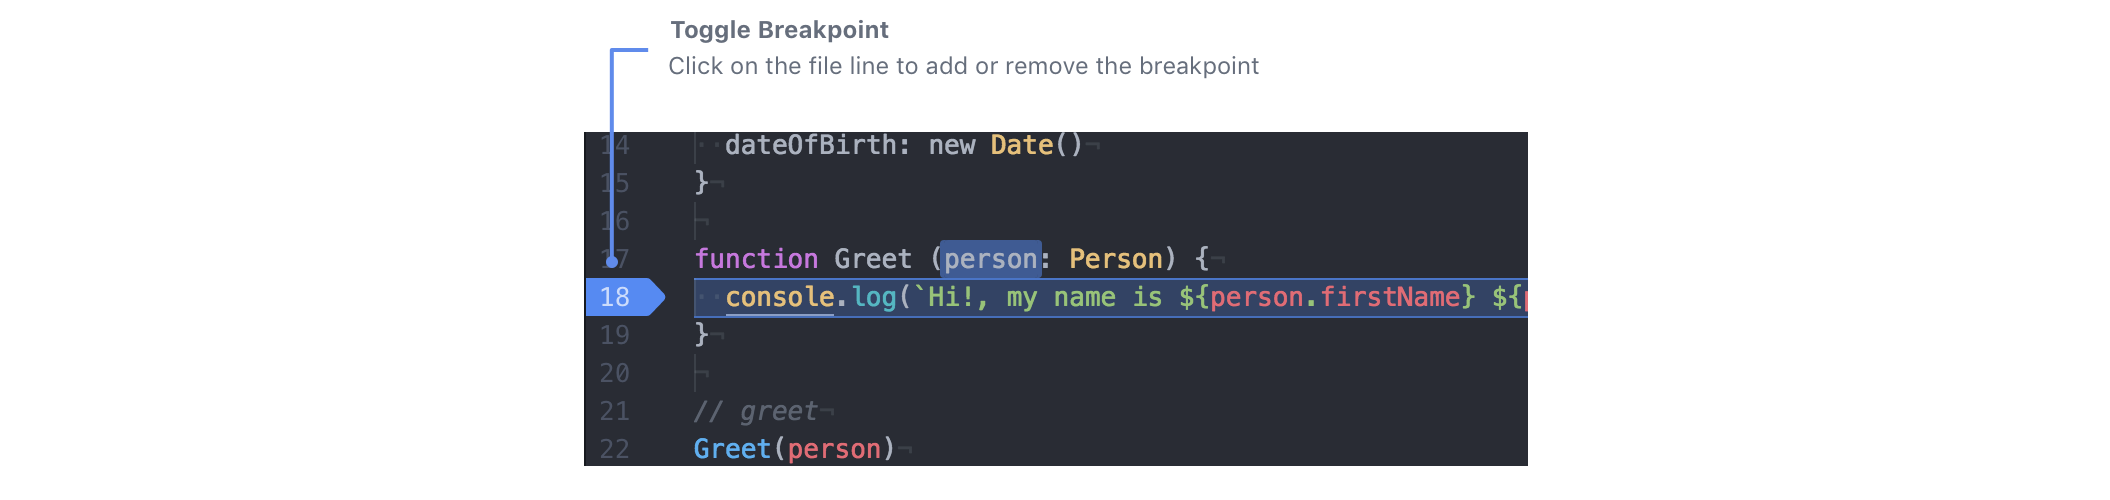 Toggle Breakpoint
Click on the file line to add or remove the breakpoint
14 dateOfBirth: new Date()¬
15 }¬
16 ¬
17 function Greet (person: Person) {¬
18 console.log(`Hi!, my name is ${person.firstName} ${p
19 }¬
20 ¬
21 // greet¬
22 Greet(person)¬